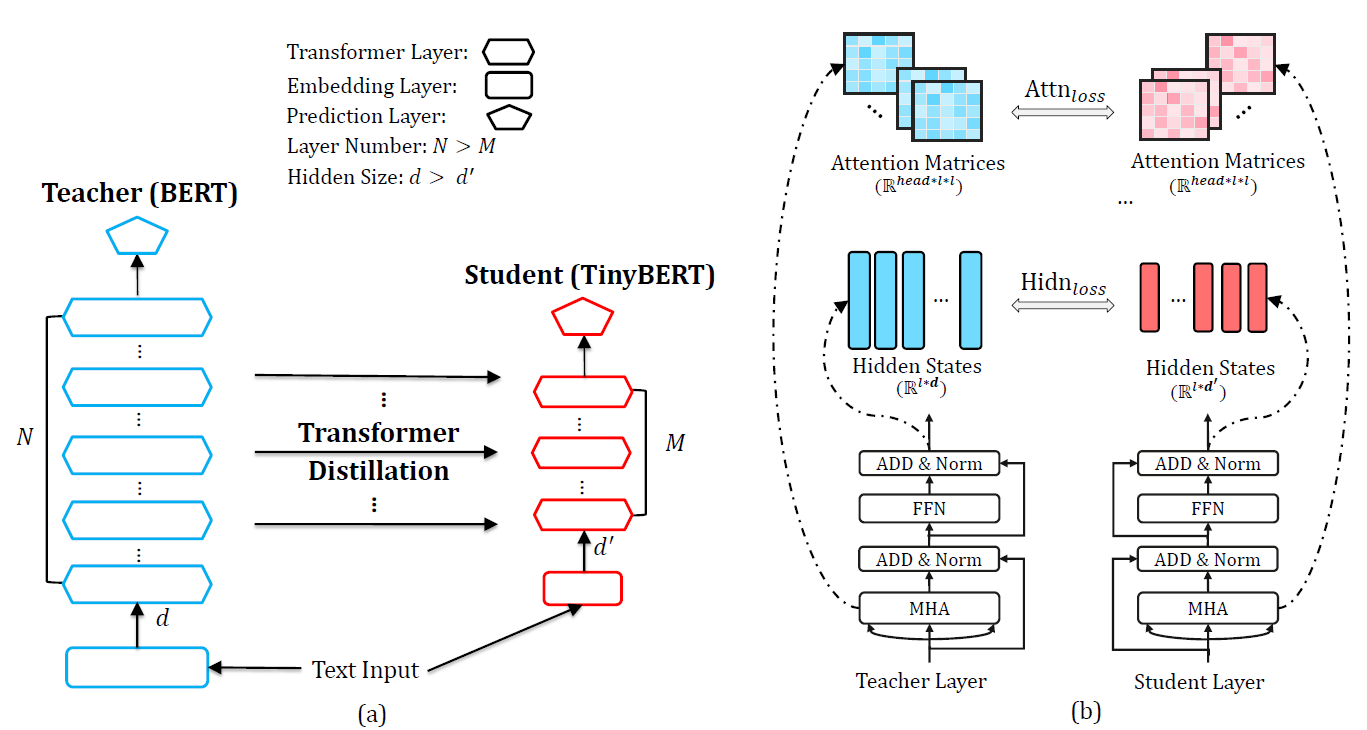 Transformer Layer:
Embedding Layer:
Prediction Layer:
Layer Number: N > M
Hidden Size: d > d′
Teacher (BERT)
Student (TinyBERT)
...
...
...
...
N
...
Transformer
Distillation
...
...
...
M
d
d′
Text Input
(a)
Attn_loss
... ...
Attention Matrices
(ℝ^head∗l∗l)
Attention Matrices
(ℝ^head∗l∗l)
...
...
Hidn_loss
...
Hidden States
(ℝ^l∗d)
Hidden States
(ℝ^l∗d′)
ADD & Norm
FFN
ADD & Norm
MHA
Teacher Layer
ADD & Norm
FFN
ADD & Norm
MHA
Student Layer
(b)